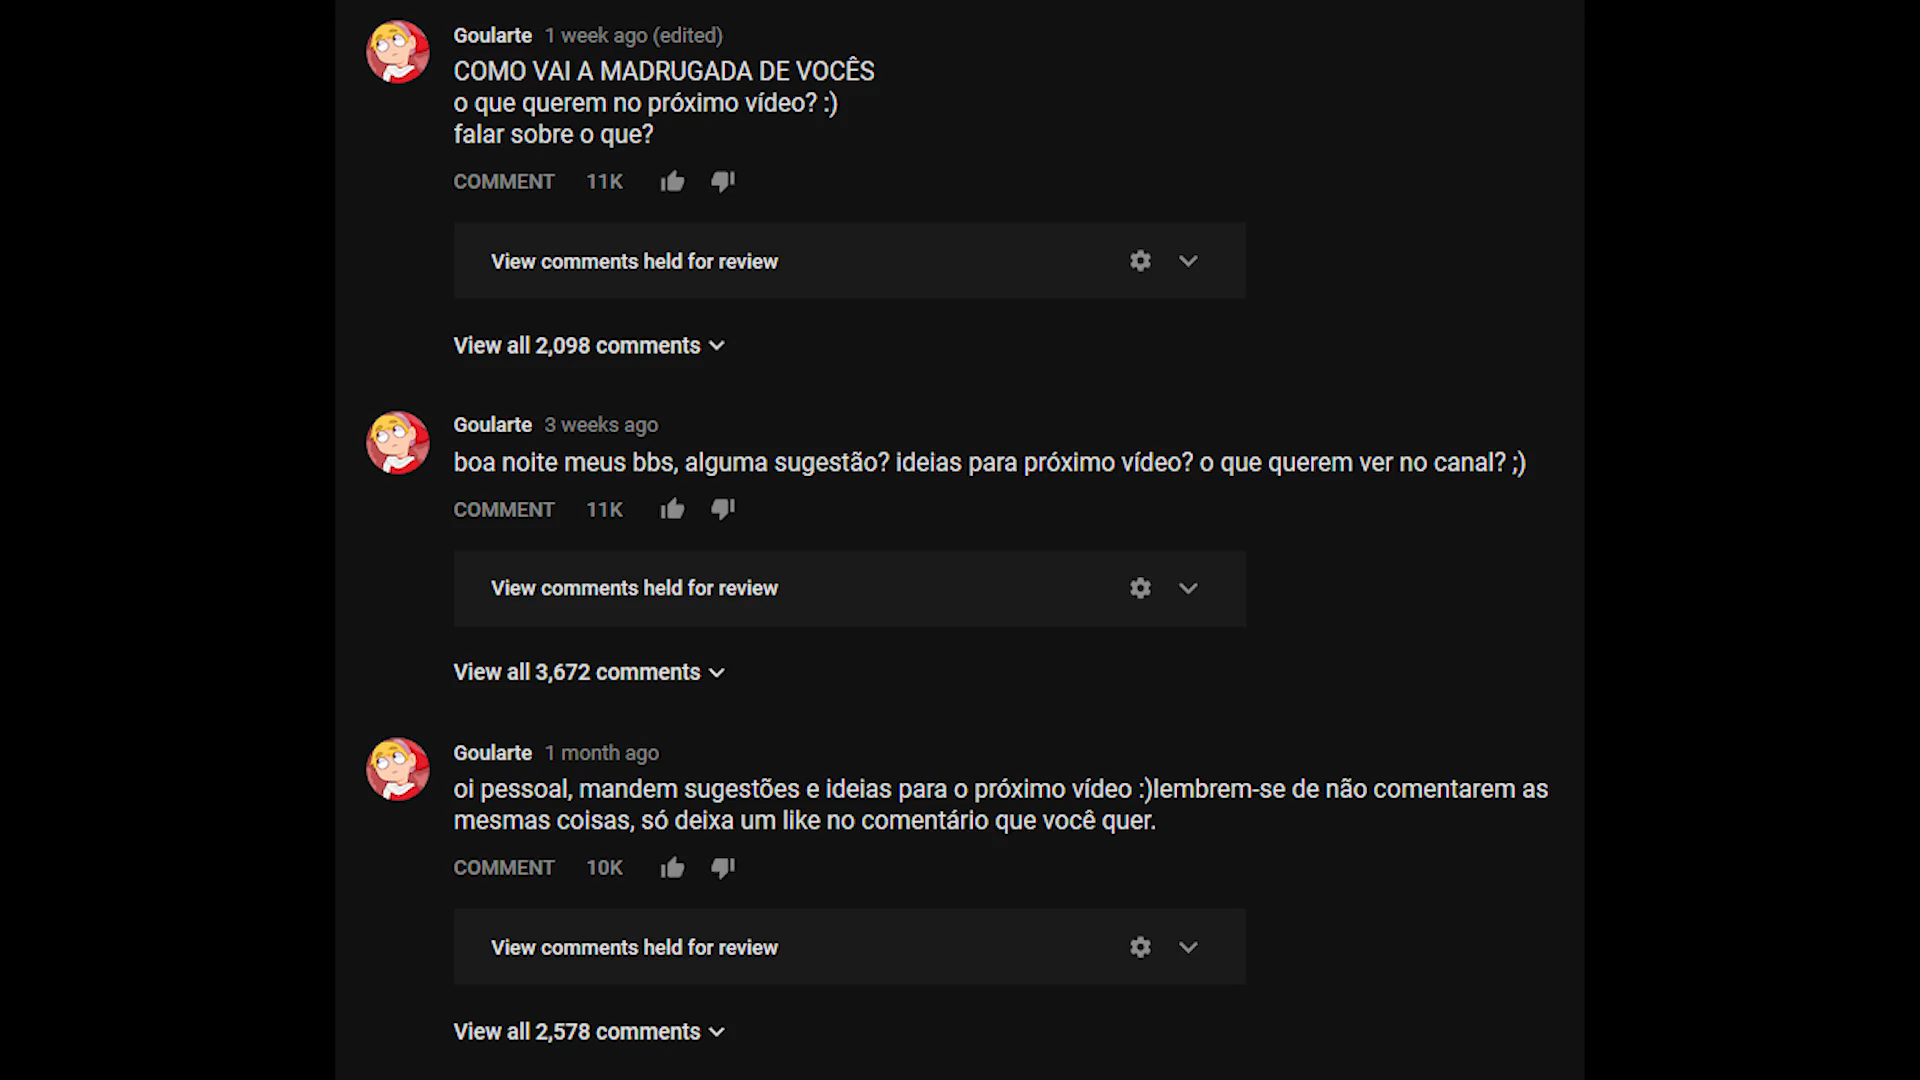 Goularte 1 week ago (edited)
COMO VAI A MADRUGADA DE VOCÊS
o que querem no próximo vídeo? :)
falar sobre o que?
COMMENT 11K
View comments held for review
View all 2,098 comments
Goularte 3 weeks ago
boa noite meus bbs, alguma sugestão? ideias para próximo vídeo? o que querem ver no canal? ;)
COMMENT 11K
View comments held for review
View all 3,672 comments
Goularte 1 month ago
oi pessoal, mandem sugestões e ideias para o próximo vídeo :)lembrem-se de não comentarem as
mesmas coisas, só deixa um like no comentário que você quer.
COMMENT 10K
View comments held for review
View all 2,578 comments